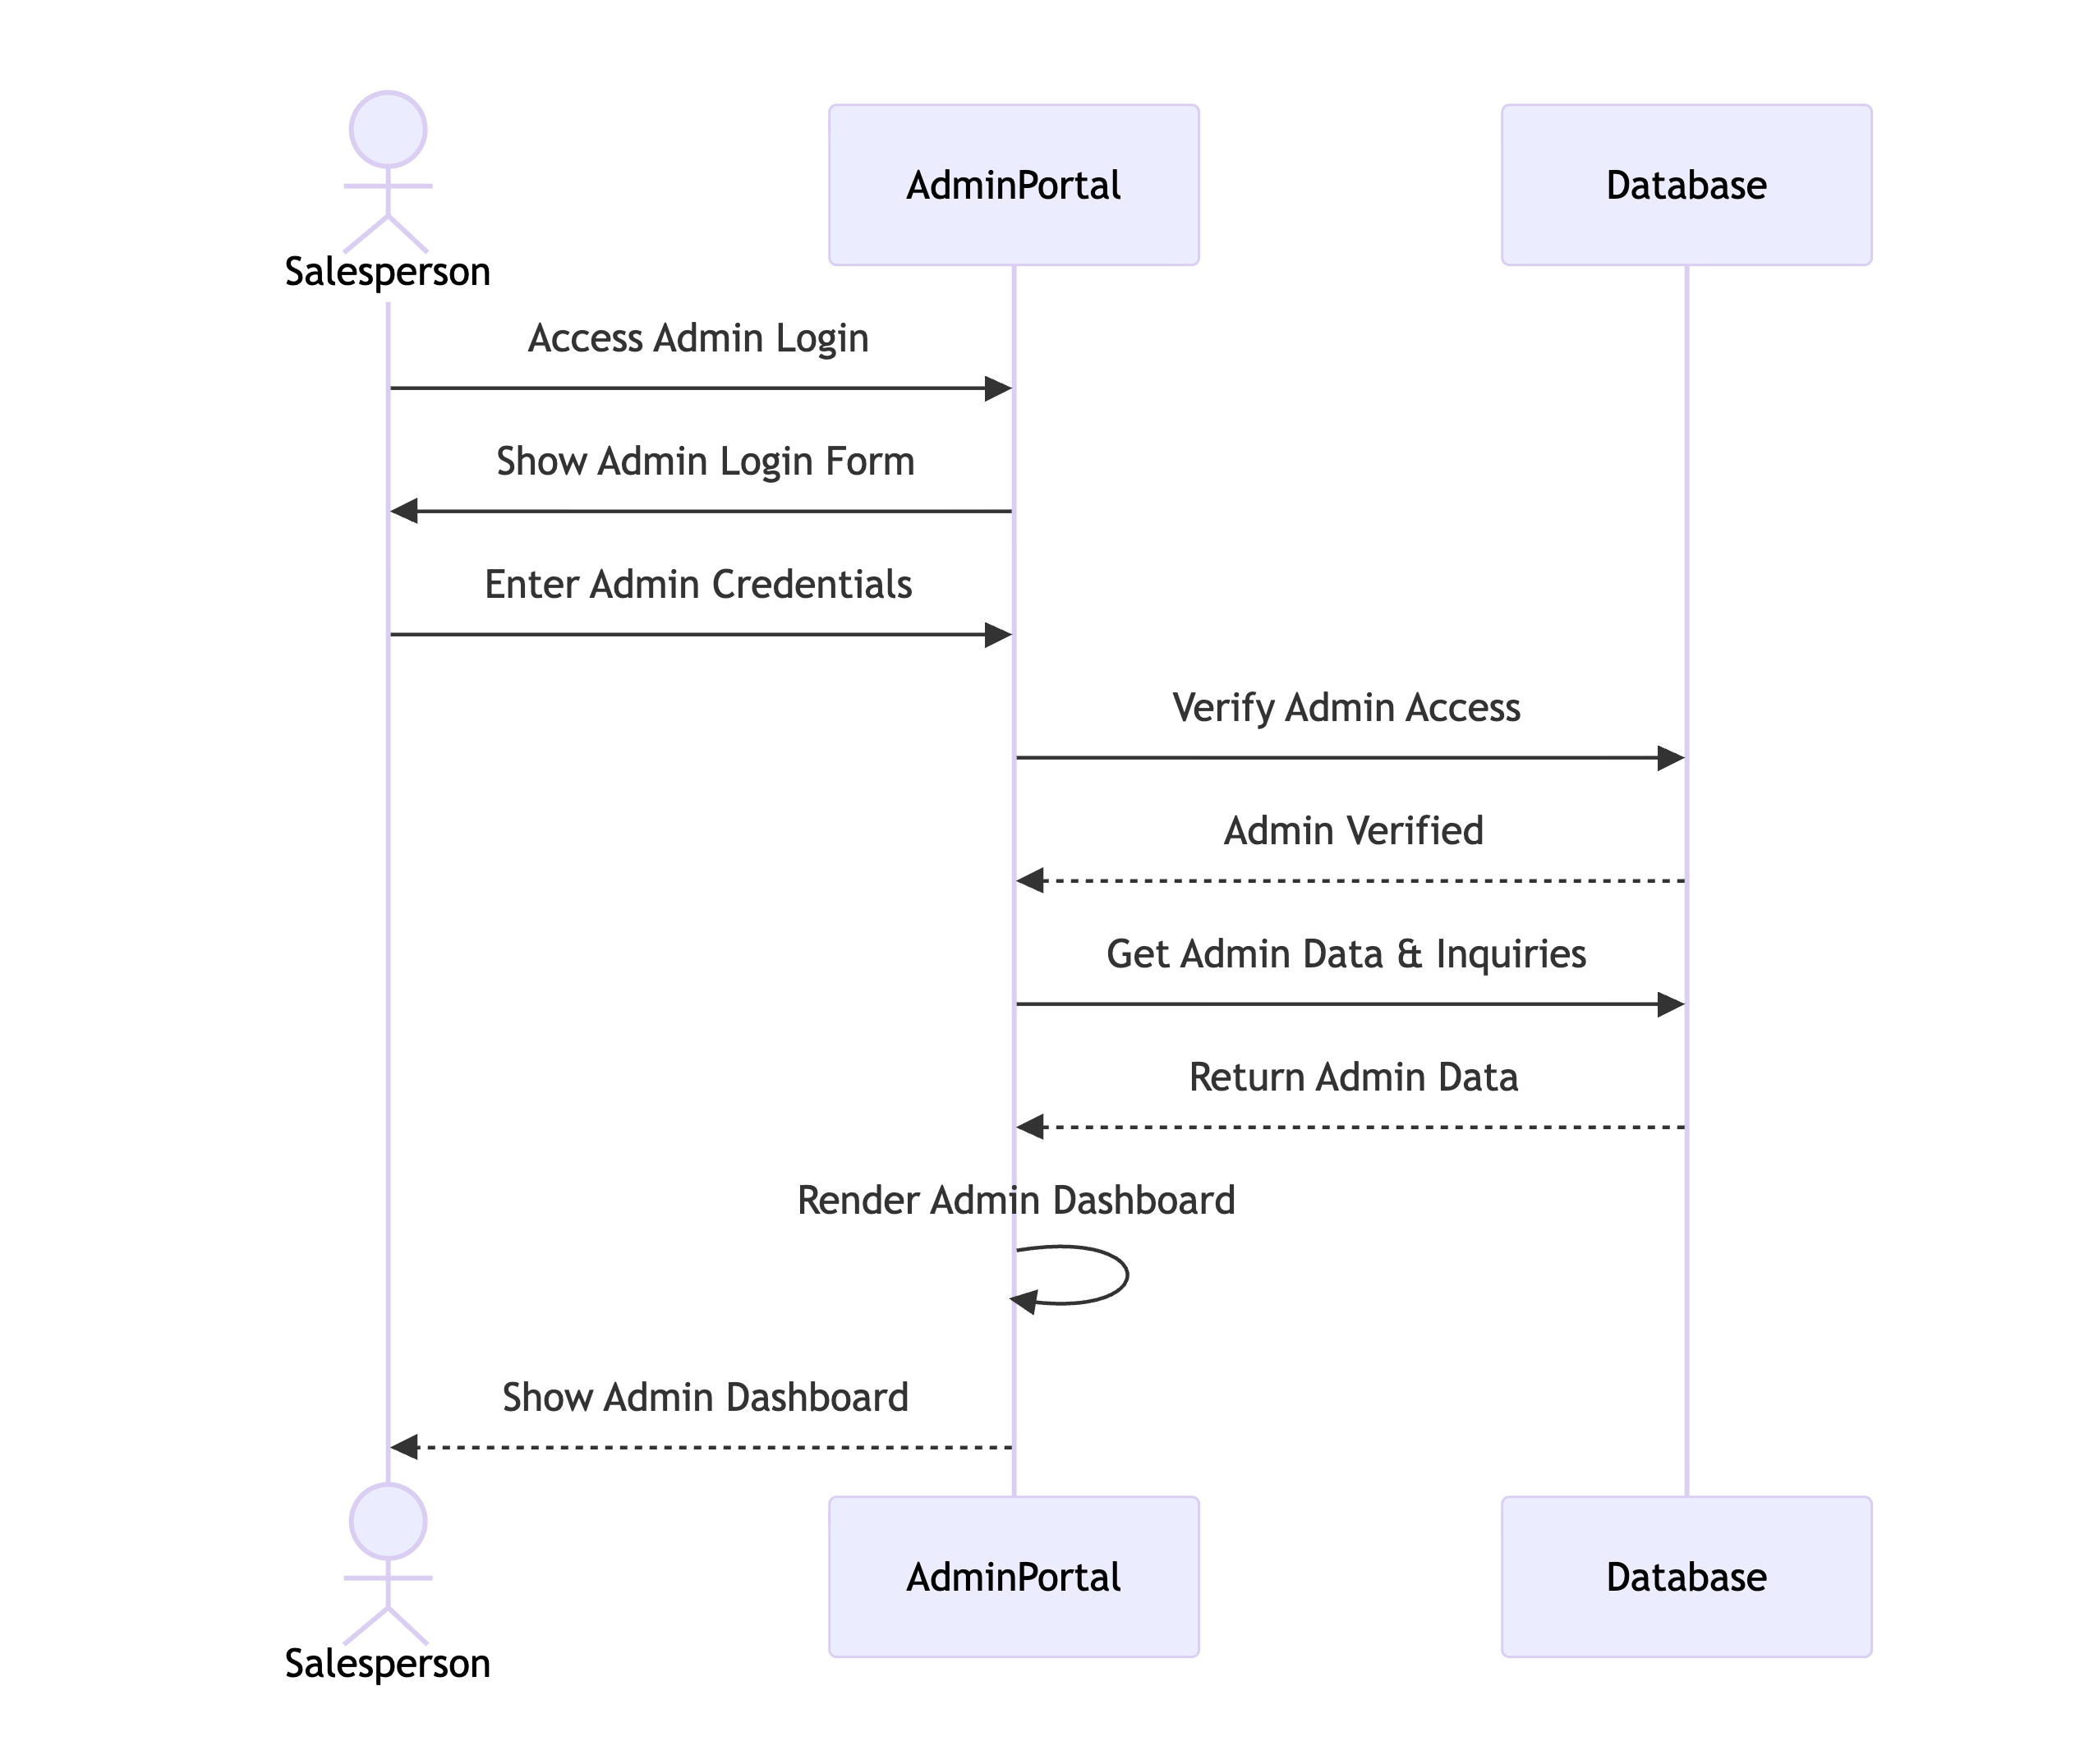 Salesperson
AdminPortal
Database
Access Admin Login
Show Admin Login Form
Enter Admin Credentials
Verify Admin Access
Admin Verified
Get Admin Data & Inquiries
Return Admin Data
Render Admin Dashboard
Show Admin Dashboard
Salesperson
AdminPortal
Database